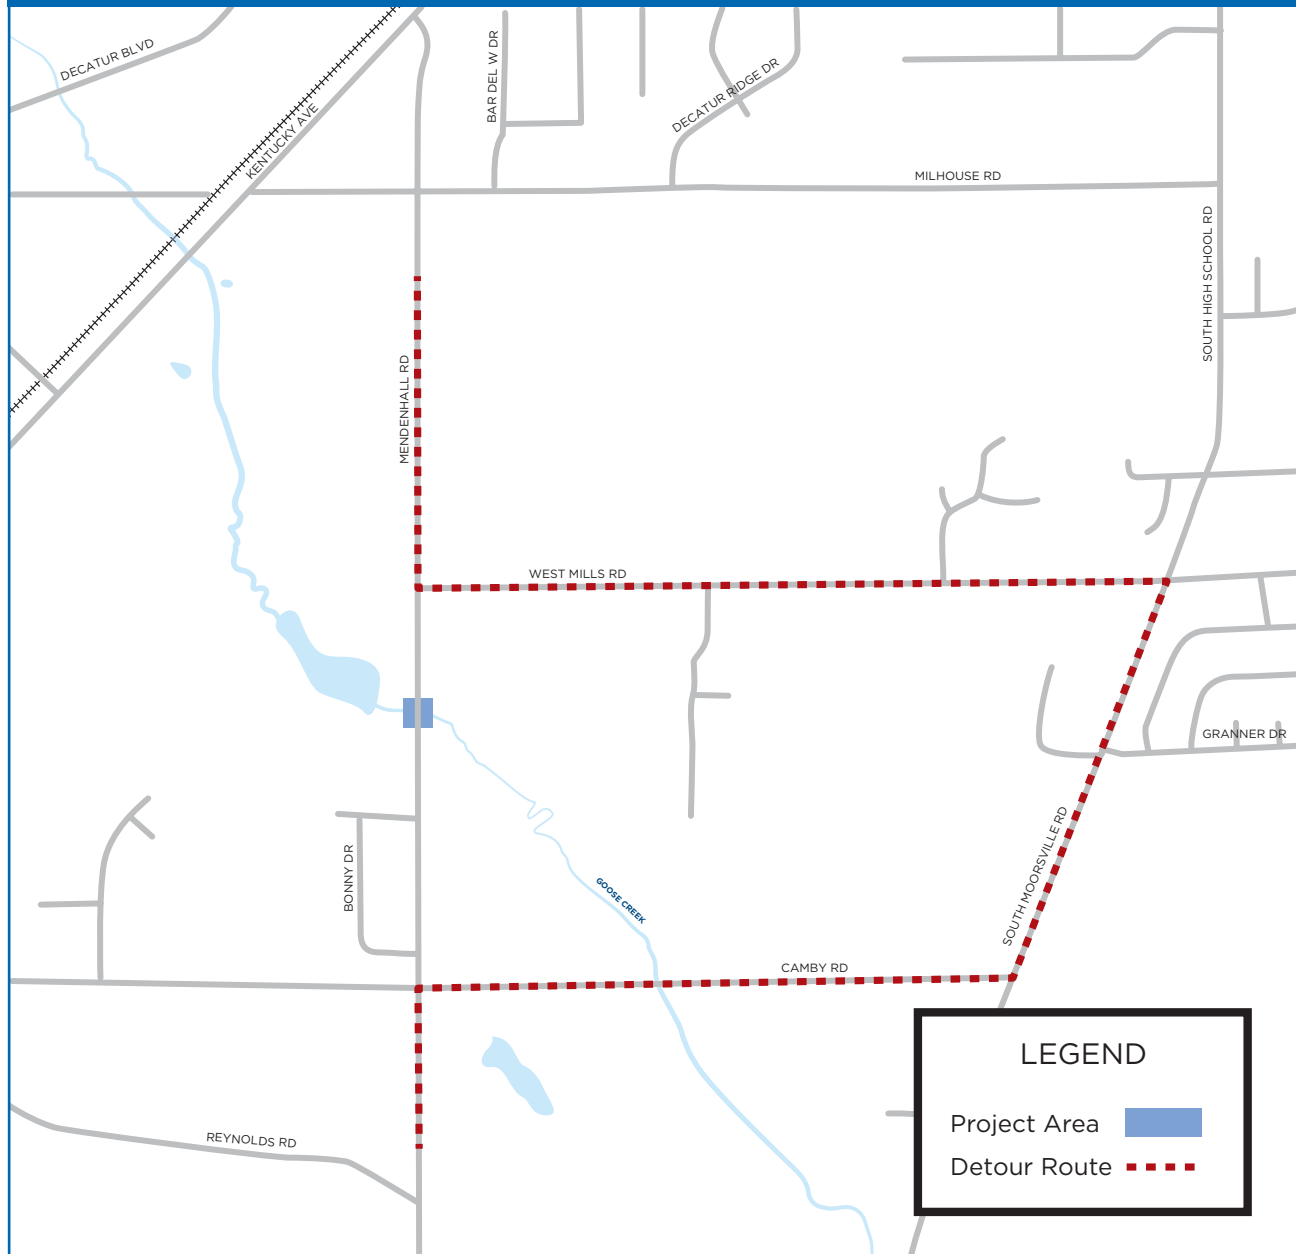 DECATUR BLVD
KENTUCKY AVE
BAR DEL W DR
DECATUR RIDGE DR
MILHOUSE RD
SOUTH HIGH SCHOOL RD
MENDENHALL RD
WEST MILLS RD
GRANNER DR
SOUTH MOORSVILLE RD
BONNY DR
GOOSE CREEK
CAMBY RD
REYNOLDS RD
LEGEND
Project Area
Detour Route